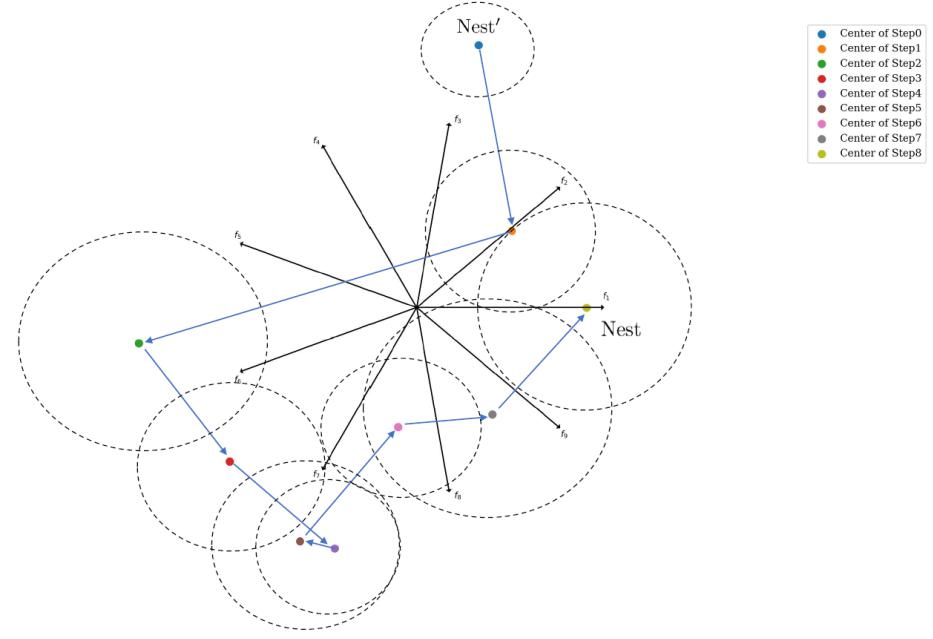 Nest′
Center of Step0
Center of Step1
Center of Step2
Center of Step3
Center of Step4
Center of Step5
Center of Step6
Center of Step7
Center of Step8
f₃
f₄
f₂
f₅
f₁
Nest
f₆
f₉
f₇
f₈